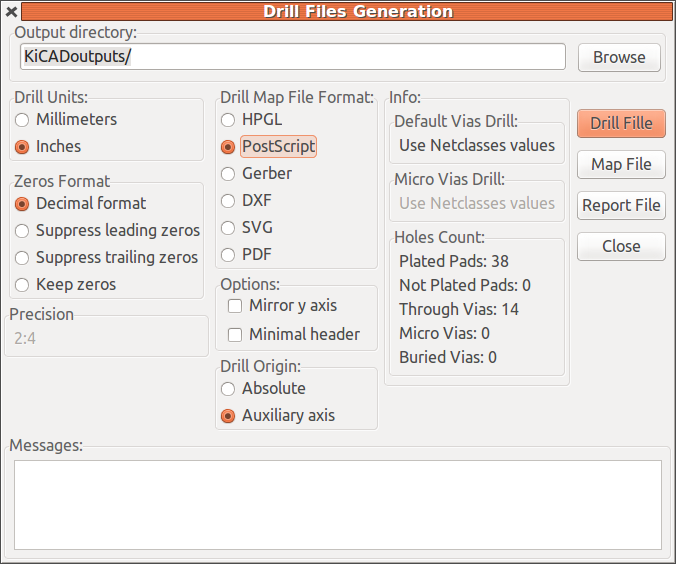 Drill Files Generation
Output directory:
KiCADoutputs/
Browse
Drill Units:
Millimeters
Inches
Zeros Format
Decimal format
Suppress leading zeros
Suppress trailing zeros
Keep zeros
Precision
2:4
Drill Map File Format:
HPGL
PostScript
Gerber
DXF
SVG
PDF
Options:
Mirror y axis
Minimal header
Drill Origin:
Absolute
Auxiliary axis
Info:
Default Vias Drill:
Use Netclasses values
Micro Vias Drill:
Use Netclasses values
Holes Count:
Plated Pads: 38
Not Plated Pads: 0
Through Vias: 14
Micro Vias: 0
Buried Vias: 0
Drill Fille
Map File
Report File
Close
Messages: